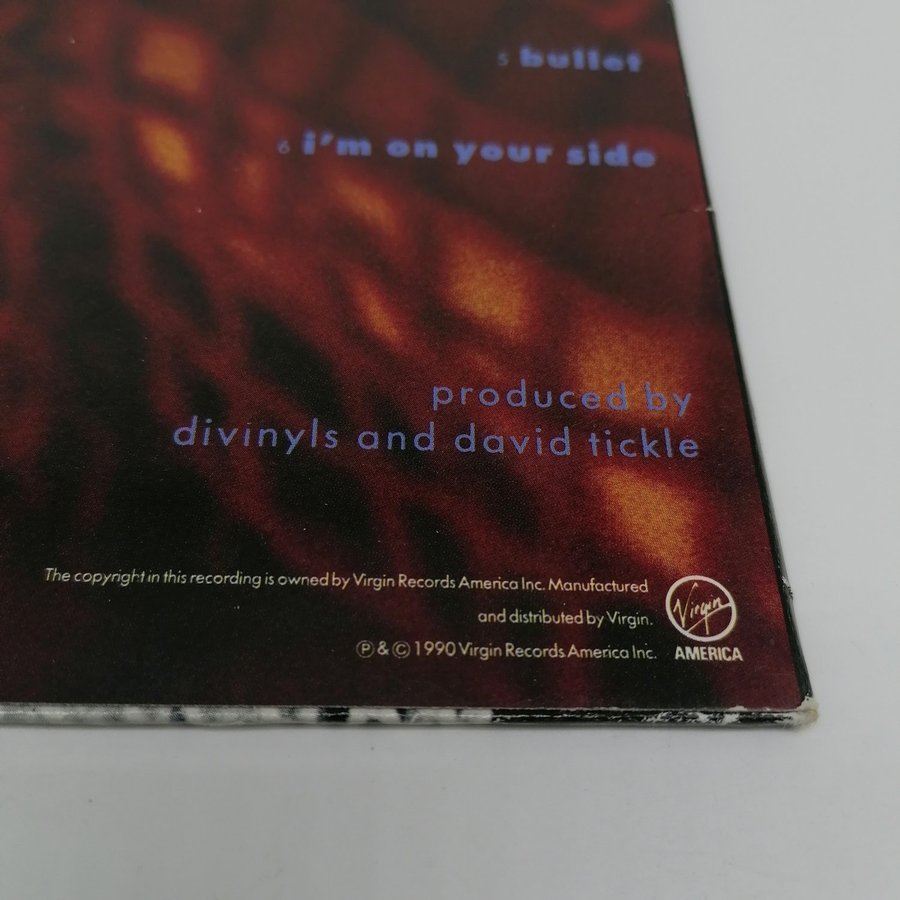 5 bullet
6 i'm on your side
produced by
divinyls and david tickle
The copyright in this recording is owned by Virgin Records America Inc. Manufactured
and distributed by Virgin.
Ⓟ & © 1990 Virgin Records America Inc.
Virgin
AMERICA